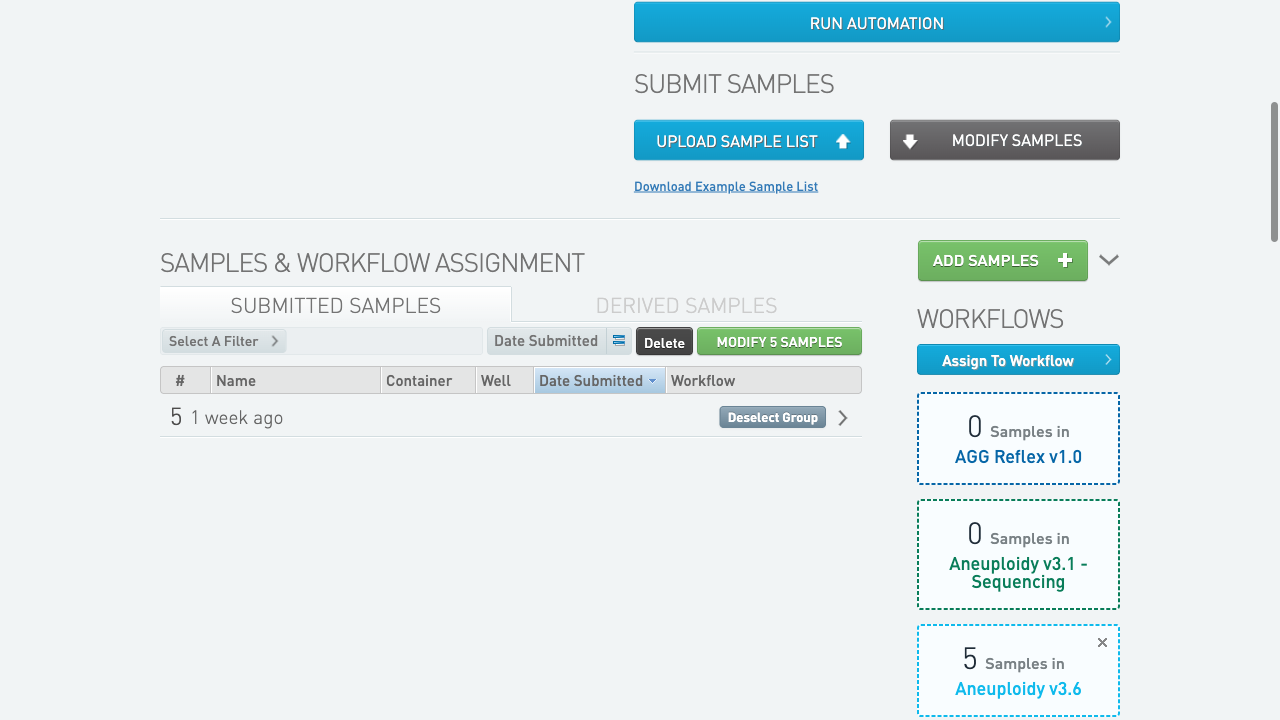 RUN AUTOMATION
SUBMIT SAMPLES
UPLOAD SAMPLE LIST
MODIFY SAMPLES
Download Example Sample List
SAMPLES & WORKFLOW ASSIGNMENT
ADD SAMPLES
SUBMITTED SAMPLES
DERIVED SAMPLES
Select A Filter
Date Submitted
Delete
MODIFY 5 SAMPLES
# Name Container Well Date Submitted Workflow
5 1 week ago
Deselect Group
WORKFLOWS
Assign To Workflow
0 Samples in
AGG Reflex v1.0
0 Samples in
Aneuploidy v3.1 -
Sequencing
5 Samples in
Aneuploidy v3.6